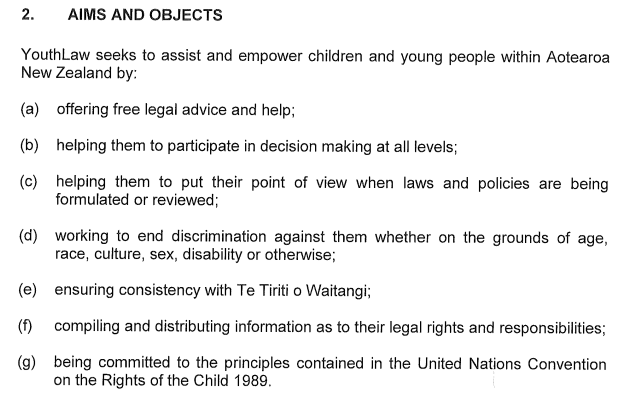 2. AIMS AND OBJECTS
YouthLaw seeks to assist and empower children and young people within Aotearoa
New Zealand by:
(a) offering free legal advice and help;
(b) helping them to participate in decision making at all levels;
(c) helping them to put their point of view when laws and policies are being
formulated or reviewed;
(d) working to end discrimination against them whether on the grounds of age,
race, culture, sex, disability or otherwise;
(e) ensuring consistency with Te Tiriti o Waitangi;
(f) compiling and distributing information as to their legal rights and responsibilities;
(g) being committed to the principles contained in the United Nations Convention
on the Rights of the Child 1989.